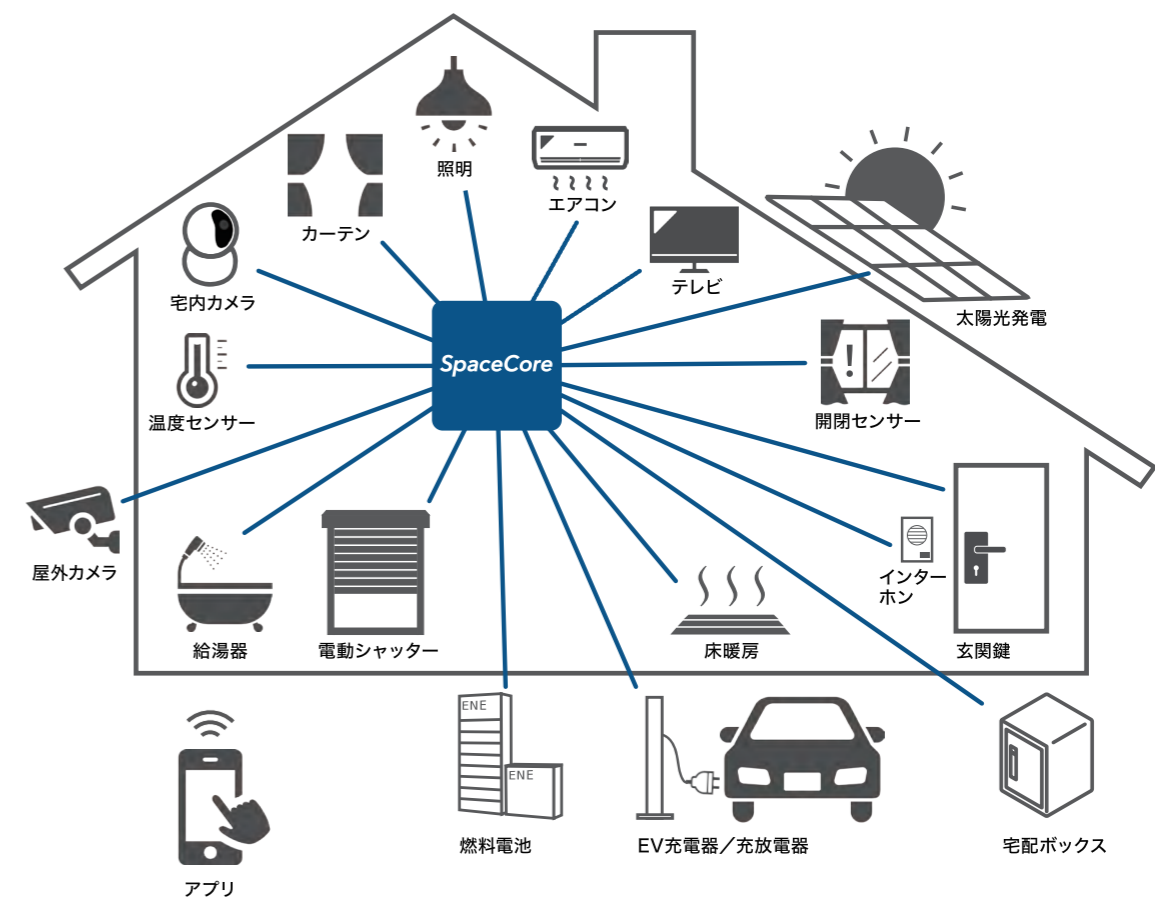 照明
エアコン
カーテン
テレビ
宅内カメラ
太陽光発電
SpaceCore
温度センサー
開閉センサー
屋外カメラ
インター
ホン
給湯器
電動シャッター
床暖房
玄関鍵
ENE
ENE
燃料電池
EV充電器／充放電器
宅配ボックス
アプリ